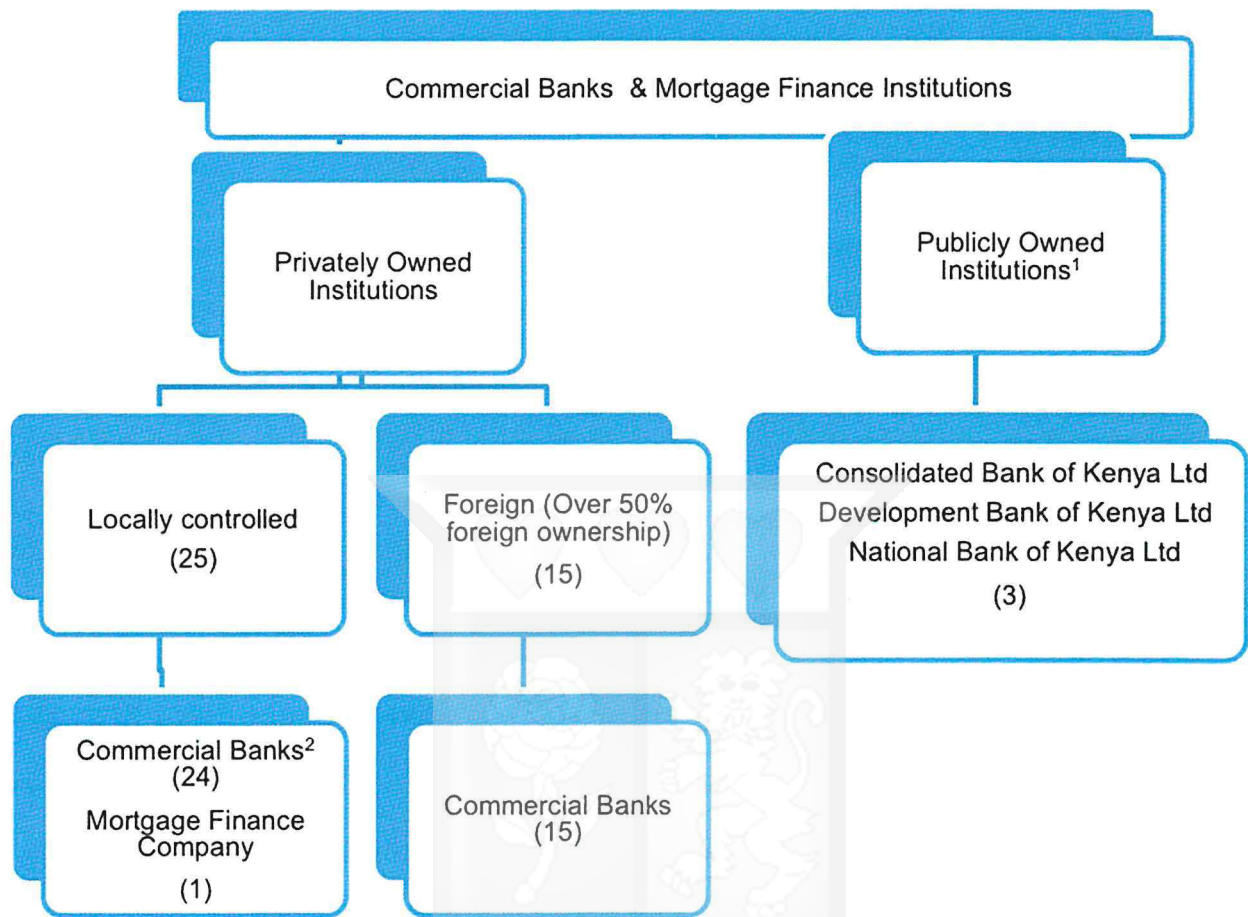 Commercial Banks & Mortgage Finance Institutions
Privately Owned
Institutions
Publicly Owned
Institutions¹
Locally controlled
(25)
Foreign (Over 50%
foreign ownership)
(15)
Consolidated Bank of Kenya Ltd
Development Bank of Kenya Ltd
National Bank of Kenya Ltd
(3)
Commercial Banks²
(24)
Mortgage Finance
Company
(1)
Commercial Banks
(15)